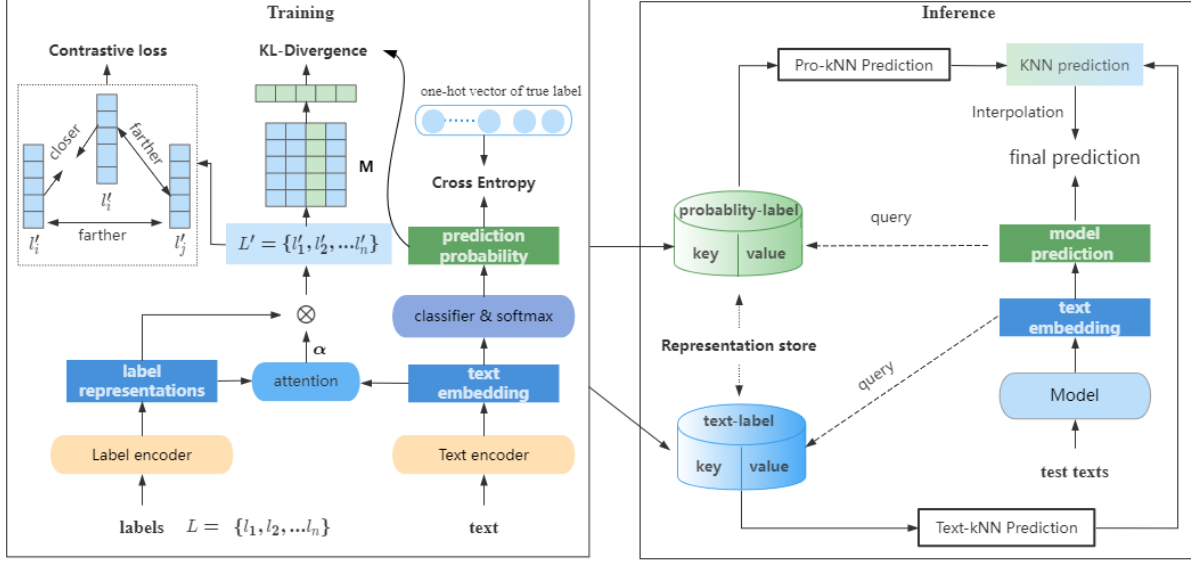 Training
Contrastive loss
KL-Divergence
one-hot vector of true label
closer
farther
M
l′ᵢ
l′ᵢ
farther
l′ⱼ
Cross Entropy
L′ = {l′₁, l′₂, ...l′ₙ}
prediction
probability
classifier & softmax
⊗
α
label
representations
attention
text
embedding
Label encoder
Text encoder
labels L = {l₁, l₂, ...lₙ}
text
Inference
Pro-kNN Prediction
KNN prediction
Interpolation
final prediction
probablity-label
key
value
query
model
prediction
text
embedding
Representation store
query
Model
text-label
key
value
test texts
Text-kNN Prediction